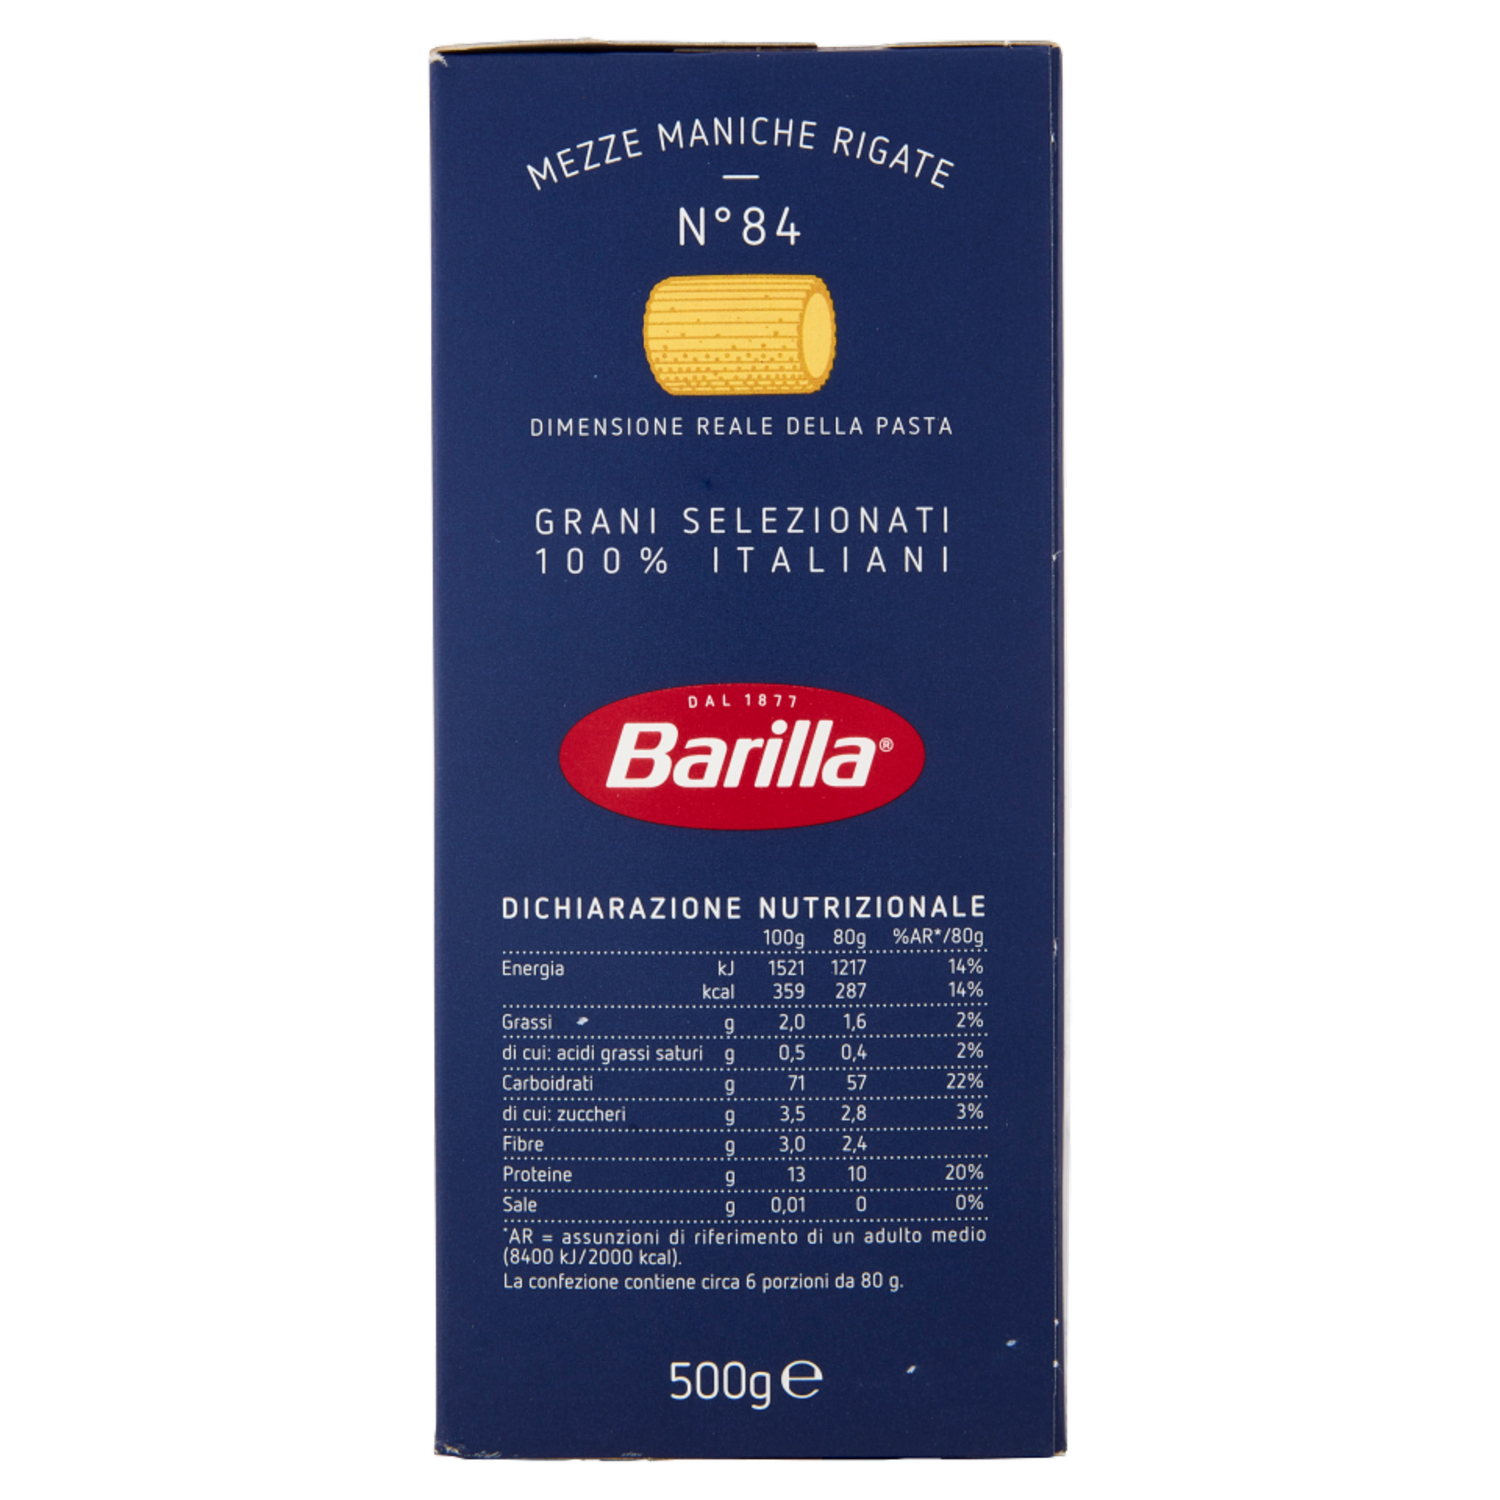 MEZZE MANICHE RIGATE
N°84
DIMENSIONE REALE DELLA PASTA
GRANI SELEZIONATI
100% ITALIANI
DAL 1877
Barilla®
DICHIARAZIONE NUTRIZIONALE
100g 80g %AR*/80g
Energia kJ 1521 1217 14%
kcal 359 287 14%
Grassi g 2,0 1,6 2%
di cui: acidi grassi saturi g 0,5 0,4 2%
Carboidrati g 71 57 22%
di cui: zuccheri g 3,5 2,8 3%
Fibre g 3,0 2,4
Proteine g 13 10 20%
Sale g 0,01 0 0%
*AR = assunzioni di riferimento di un adulto medio
(8400 kJ/2000 kcal).
La confezione contiene circa 6 porzioni da 80 g.
500g℮